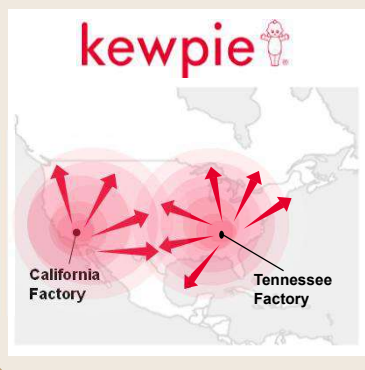 kewpie
California
Factory
Tennessee
Factory